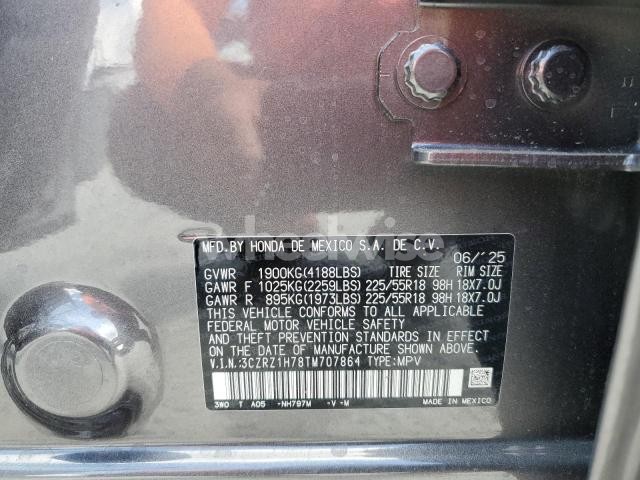 MFD.BY HONDA DE MEXICO S.A. DE C.V.
06/'25
GVWR 1900KG(4188LBS) TIRE SIZE RIM SIZE
GAWR F 1025KG(2259LBS) 225/55R18 98H 18X7.0J
GAWR R 895KG(1973LBS) 225/55R18 98H 18X7.0J
THIS VEHICLE CONFORMS TO ALL APPLICABLE
FEDERAL MOTOR VEHICLE SAFETY
AND THEFT PREVENTION STANDARDS IN EFFECT
ON THE DATE OF MANUFACTURE SHOWN ABOVE.
V.I.N.:3CZRZ1H78TM707864 TYPE:MPV
3W0 T A05 -NH797M -V -M MADE IN MEXICO
wheelwise